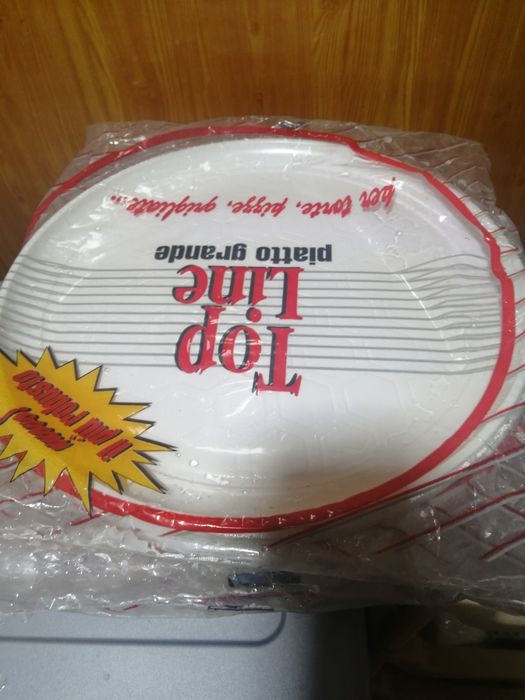 Top
Line
piatto grande
per torte, pizze, grigliate...
il più robusto